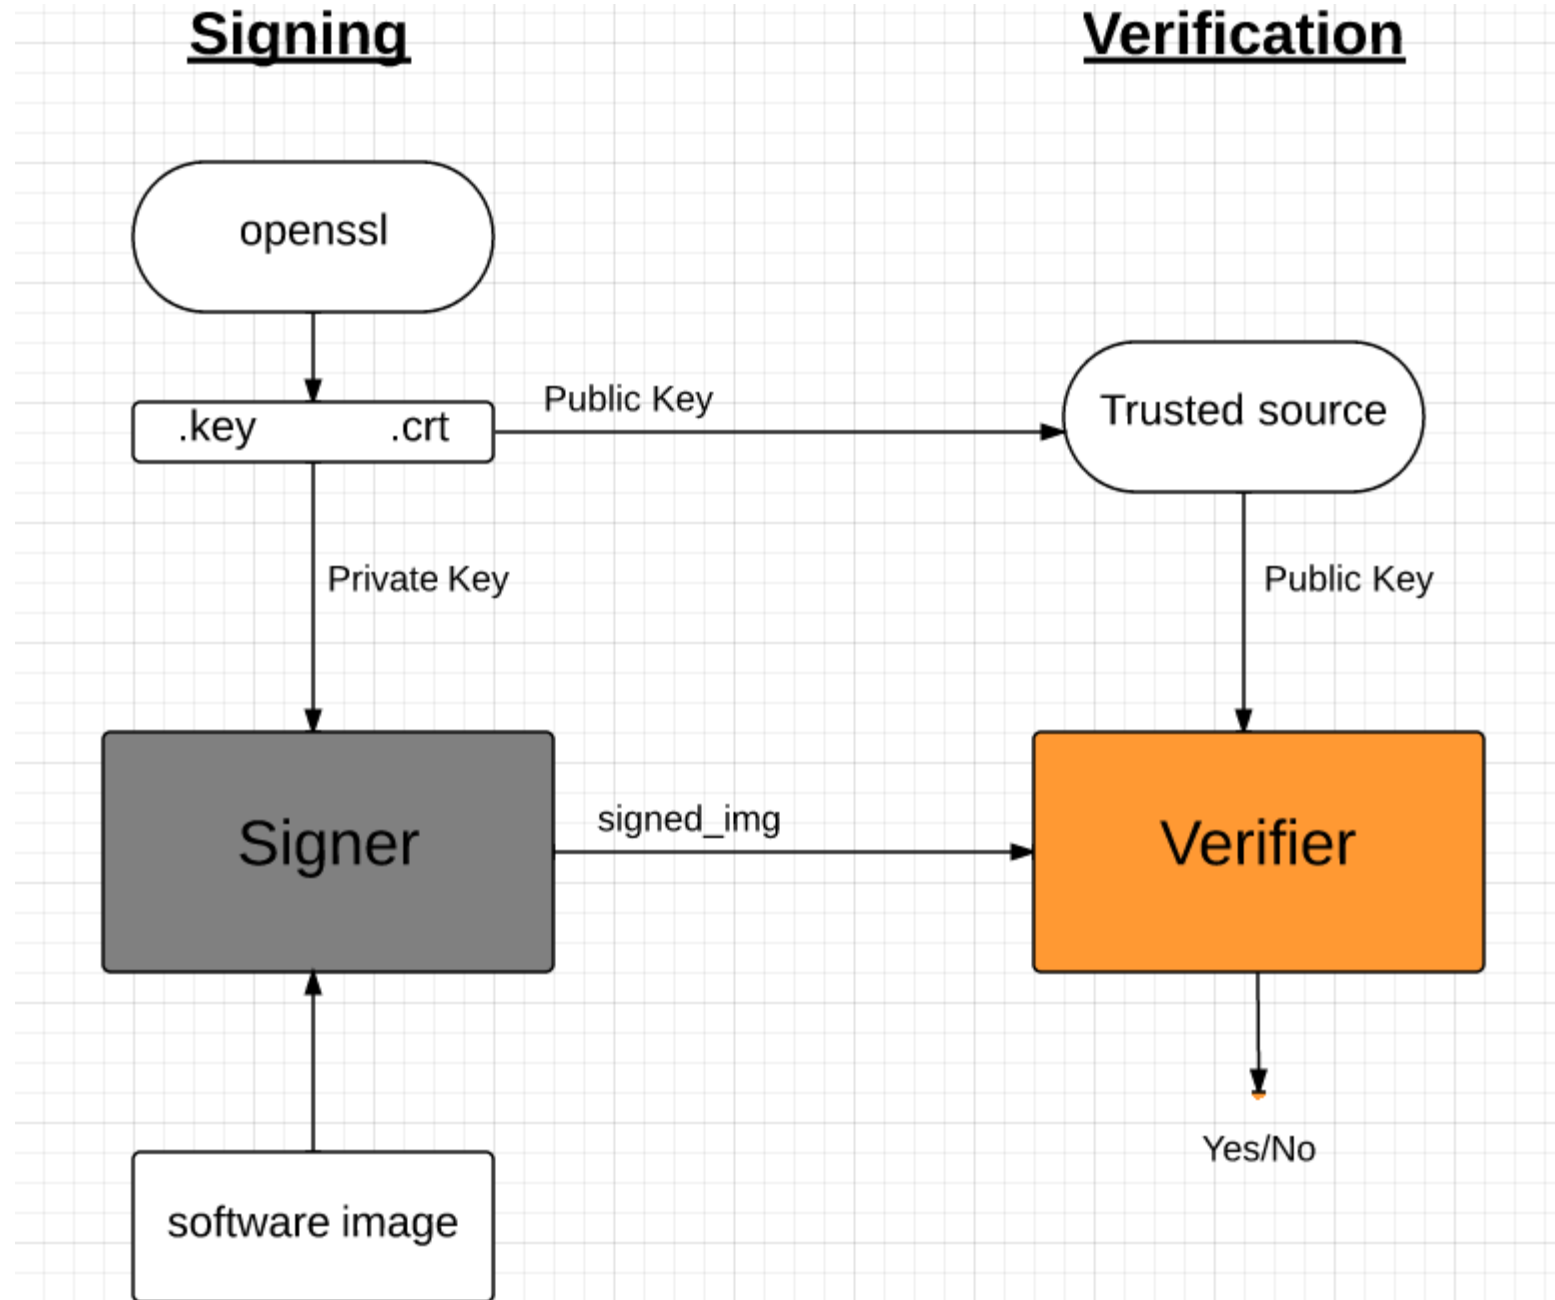 Signing
Verification
openssl
.key .crt
Public Key
Trusted source
Private Key
Public Key
Signer
signed_img
Verifier
Yes/No
software image